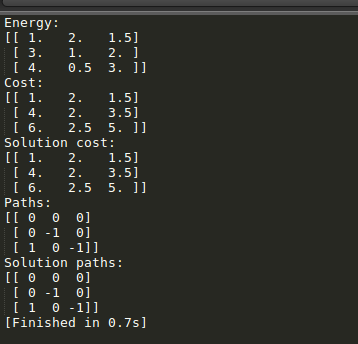 Energy:
[[ 1.   2.   1.5]
 [ 3.   1.   2. ]
 [ 4.   0.5  3. ]]
Cost:
[[ 1.   2.   1.5]
 [ 4.   2.   3.5]
 [ 6.   2.5  5. ]]
Solution cost:
[[ 1.   2.   1.5]
 [ 4.   2.   3.5]
 [ 6.   2.5  5. ]]
Paths:
[[ 0  0  0]
 [ 0 -1  0]
 [ 1  0 -1]]
Solution paths:
[[ 0  0  0]
 [ 0 -1  0]
 [ 1  0 -1]]
[Finished in 0.7s]